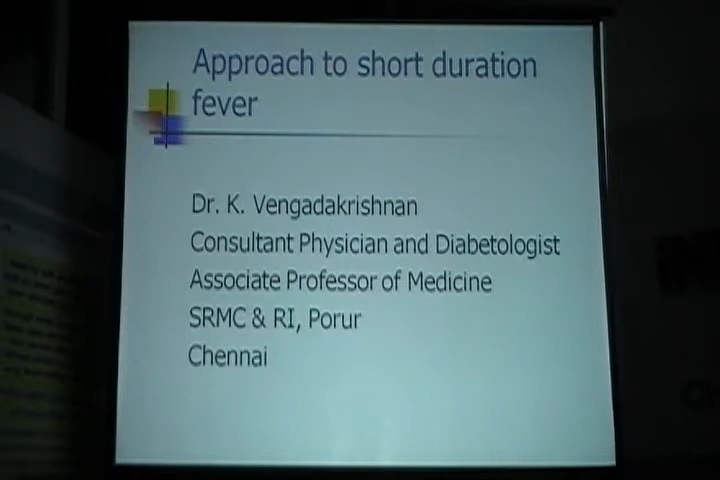 Approach to short duration
fever
Dr. K. Vengadakrishnan
Consultant Physician and Diabetologist
Associate Professor of Medicine
SRMC & RI, Porur
Chennai